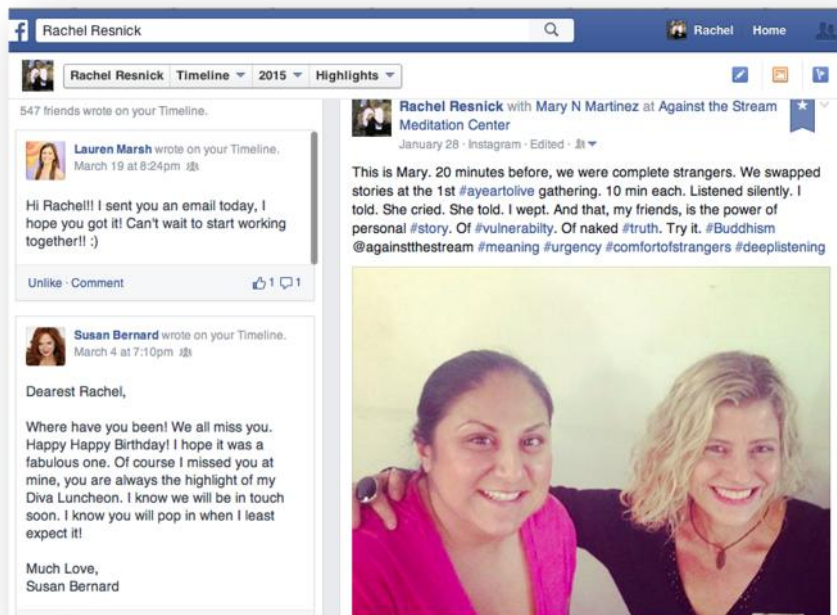 f
Rachel Resnick
Rachel
Home
Rachel Resnick
Timeline
2015
Highlights
547 friends wrote on your Timeline.
Lauren Marsh wrote on your Timeline.
March 19 at 8:24pm
Hi Rachel!! I sent you an email today, I
hope you got it! Can't wait to start working
together!! :)
Unlike · Comment
1
1
Susan Bernard wrote on your Timeline.
March 4 at 7:10pm
Dearest Rachel,
Where have you been! We all miss you.
Happy Happy Birthday! I hope it was a
fabulous one. Of course I missed you at
mine, you are always the highlight of my
Diva Luncheon. I know we will be in touch
soon. I know you will pop in when I least
expect it!
Much Love,
Susan Bernard
Rachel Resnick with Mary N Martinez at Against the Stream
Meditation Center
January 28 · Instagram · Edited ·
This is Mary. 20 minutes before, we were complete strangers. We swapped
stories at the 1st #ayeartolive gathering. 10 min each. Listened silently. I
told. She cried. She told. I wept. And that, my friends, is the power of
personal #story. Of #vulnerabilty. Of naked #truth. Try it. #Buddhism
@againstthestream #meaning #urgency #comfortofstrangers #deeplistening